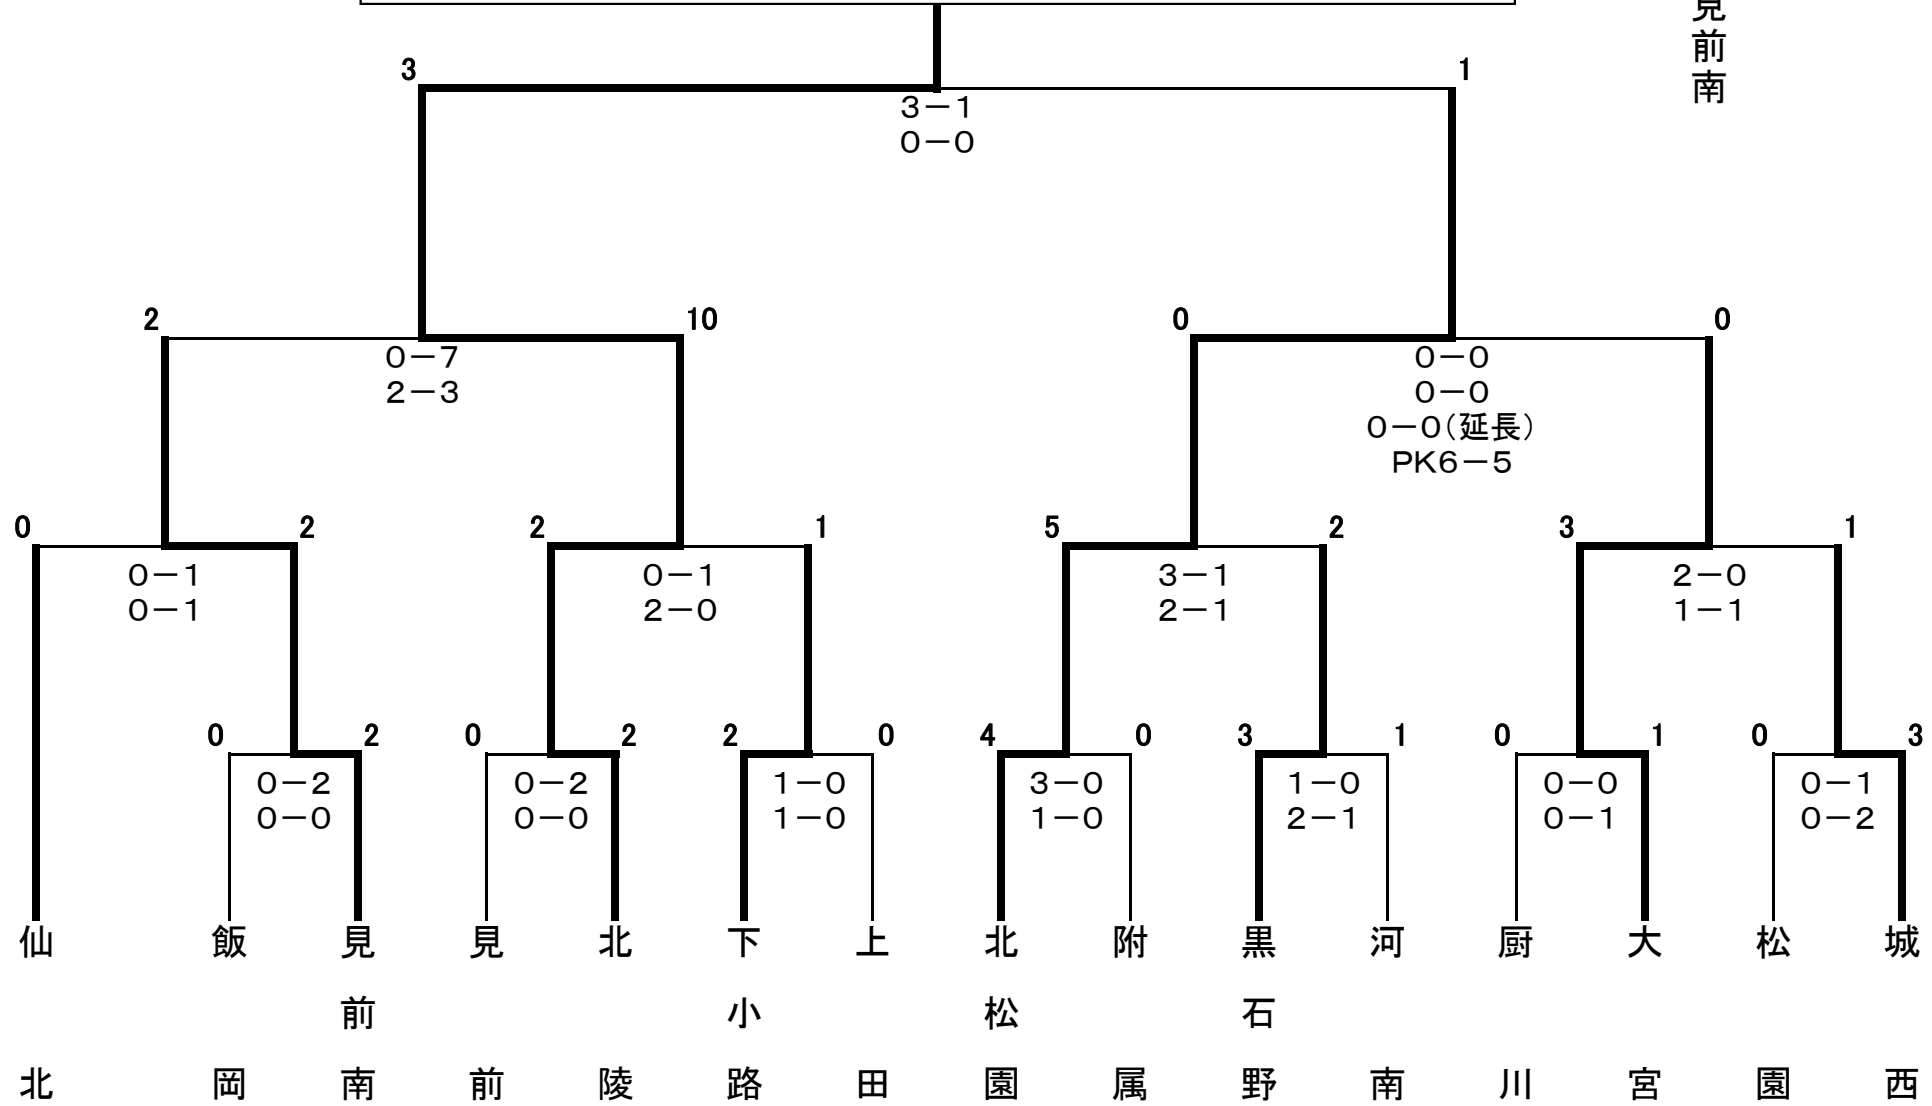 見前南
3 1
3－1
0－0
2 10 0 0
0－7 0－0
2－3 0－0
0－0（延長）
PK6－5
0 2 2 1 5 2 3 1
0－1 0－1 3－1 2－0
0－1 2－0 2－1 1－1
0 2 0 2 2 0 4 0 3 1 0 1 0 3
0－2 0－2 1－0 3－0 1－0 0－0 0－1
0－0 0－0 1－0 1－0 2－1 0－1 0－2
仙北
飯岡
見前南
見前
北陵
下小路
上田
北松園
附属
黒石野
河南
厨川
大宮
松園
城西